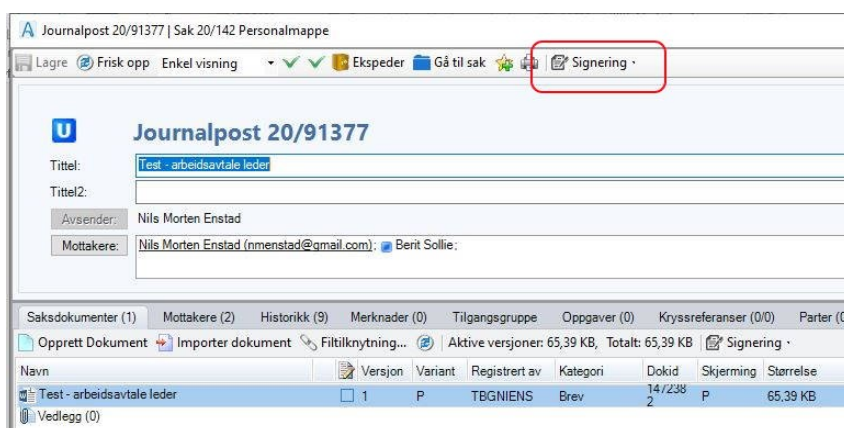 Journalpost 20/91377 | Sak 20/142 Personalmappe
Lagre Frisk opp Enkel visning Ekspeder Gå til sak Signering
U Journalpost 20/91377
Tittel: Test - arbeidsavtale leder
Tittel2:
Avsender: Nils Morten Enstad
Mottakere: Nils Morten Enstad (nmenstad@gmail.com); Berit Sollie;
Saksdokumenter (1) Mottakere (2) Historikk (9) Merknader (0) Tilgangsgruppe Oppgaver (0) Kryssreferanser (0/0) Parter (0
Opprett Dokument Importer dokument Filtilknytning... Aktive versjoner: 65,39 KB, Totalt: 65,39 KB Signering
Navn Versjon Variant Registrert av Kategori Dokid Skjerming Størrelse
Test - arbeidsavtale leder 1 P TBGNIENS Brev 147238 P 65,39 KB
2
Vedlegg (0)